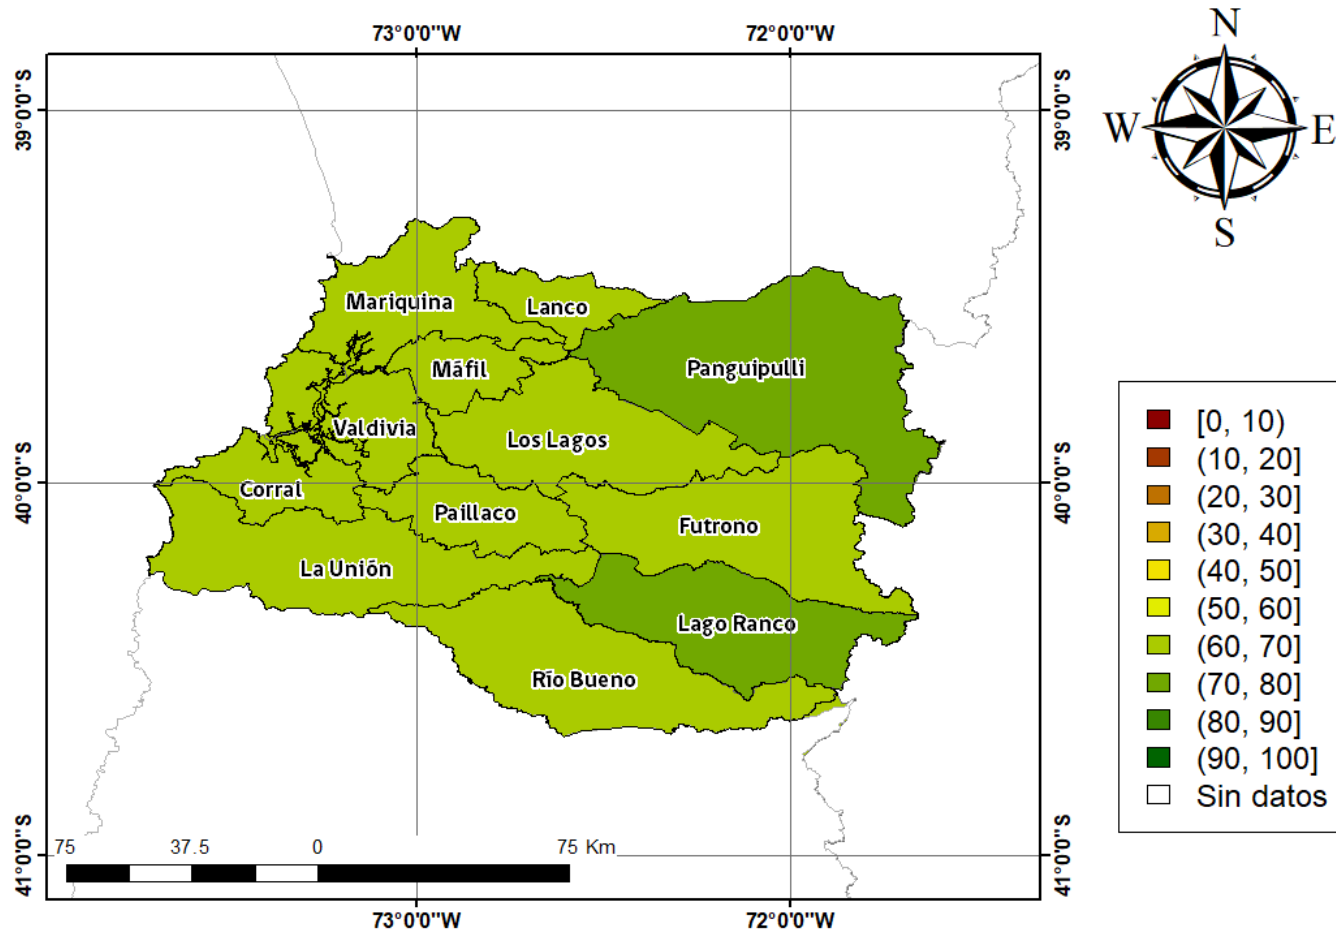 73°0'0"W
72°0'0"W
N
W
E
S
39°0'0"S
39°0'0"S
Mariquina
Lanco
Panguipulli
Máfil
Valdivia
Los Lagos
40°0'0"S
40°0'0"S
Corral
Paillaco
Futrono
La Unión
Lago Ranco
Río Bueno
[0, 10)
(10, 20]
(20, 30]
(30, 40]
(40, 50]
(50, 60]
(60, 70]
(70, 80]
(80, 90]
(90, 100]
Sin datos
75 37.5 0 75 Km
41°0'0"S
41°0'0"S
73°0'0"W
72°0'0"W